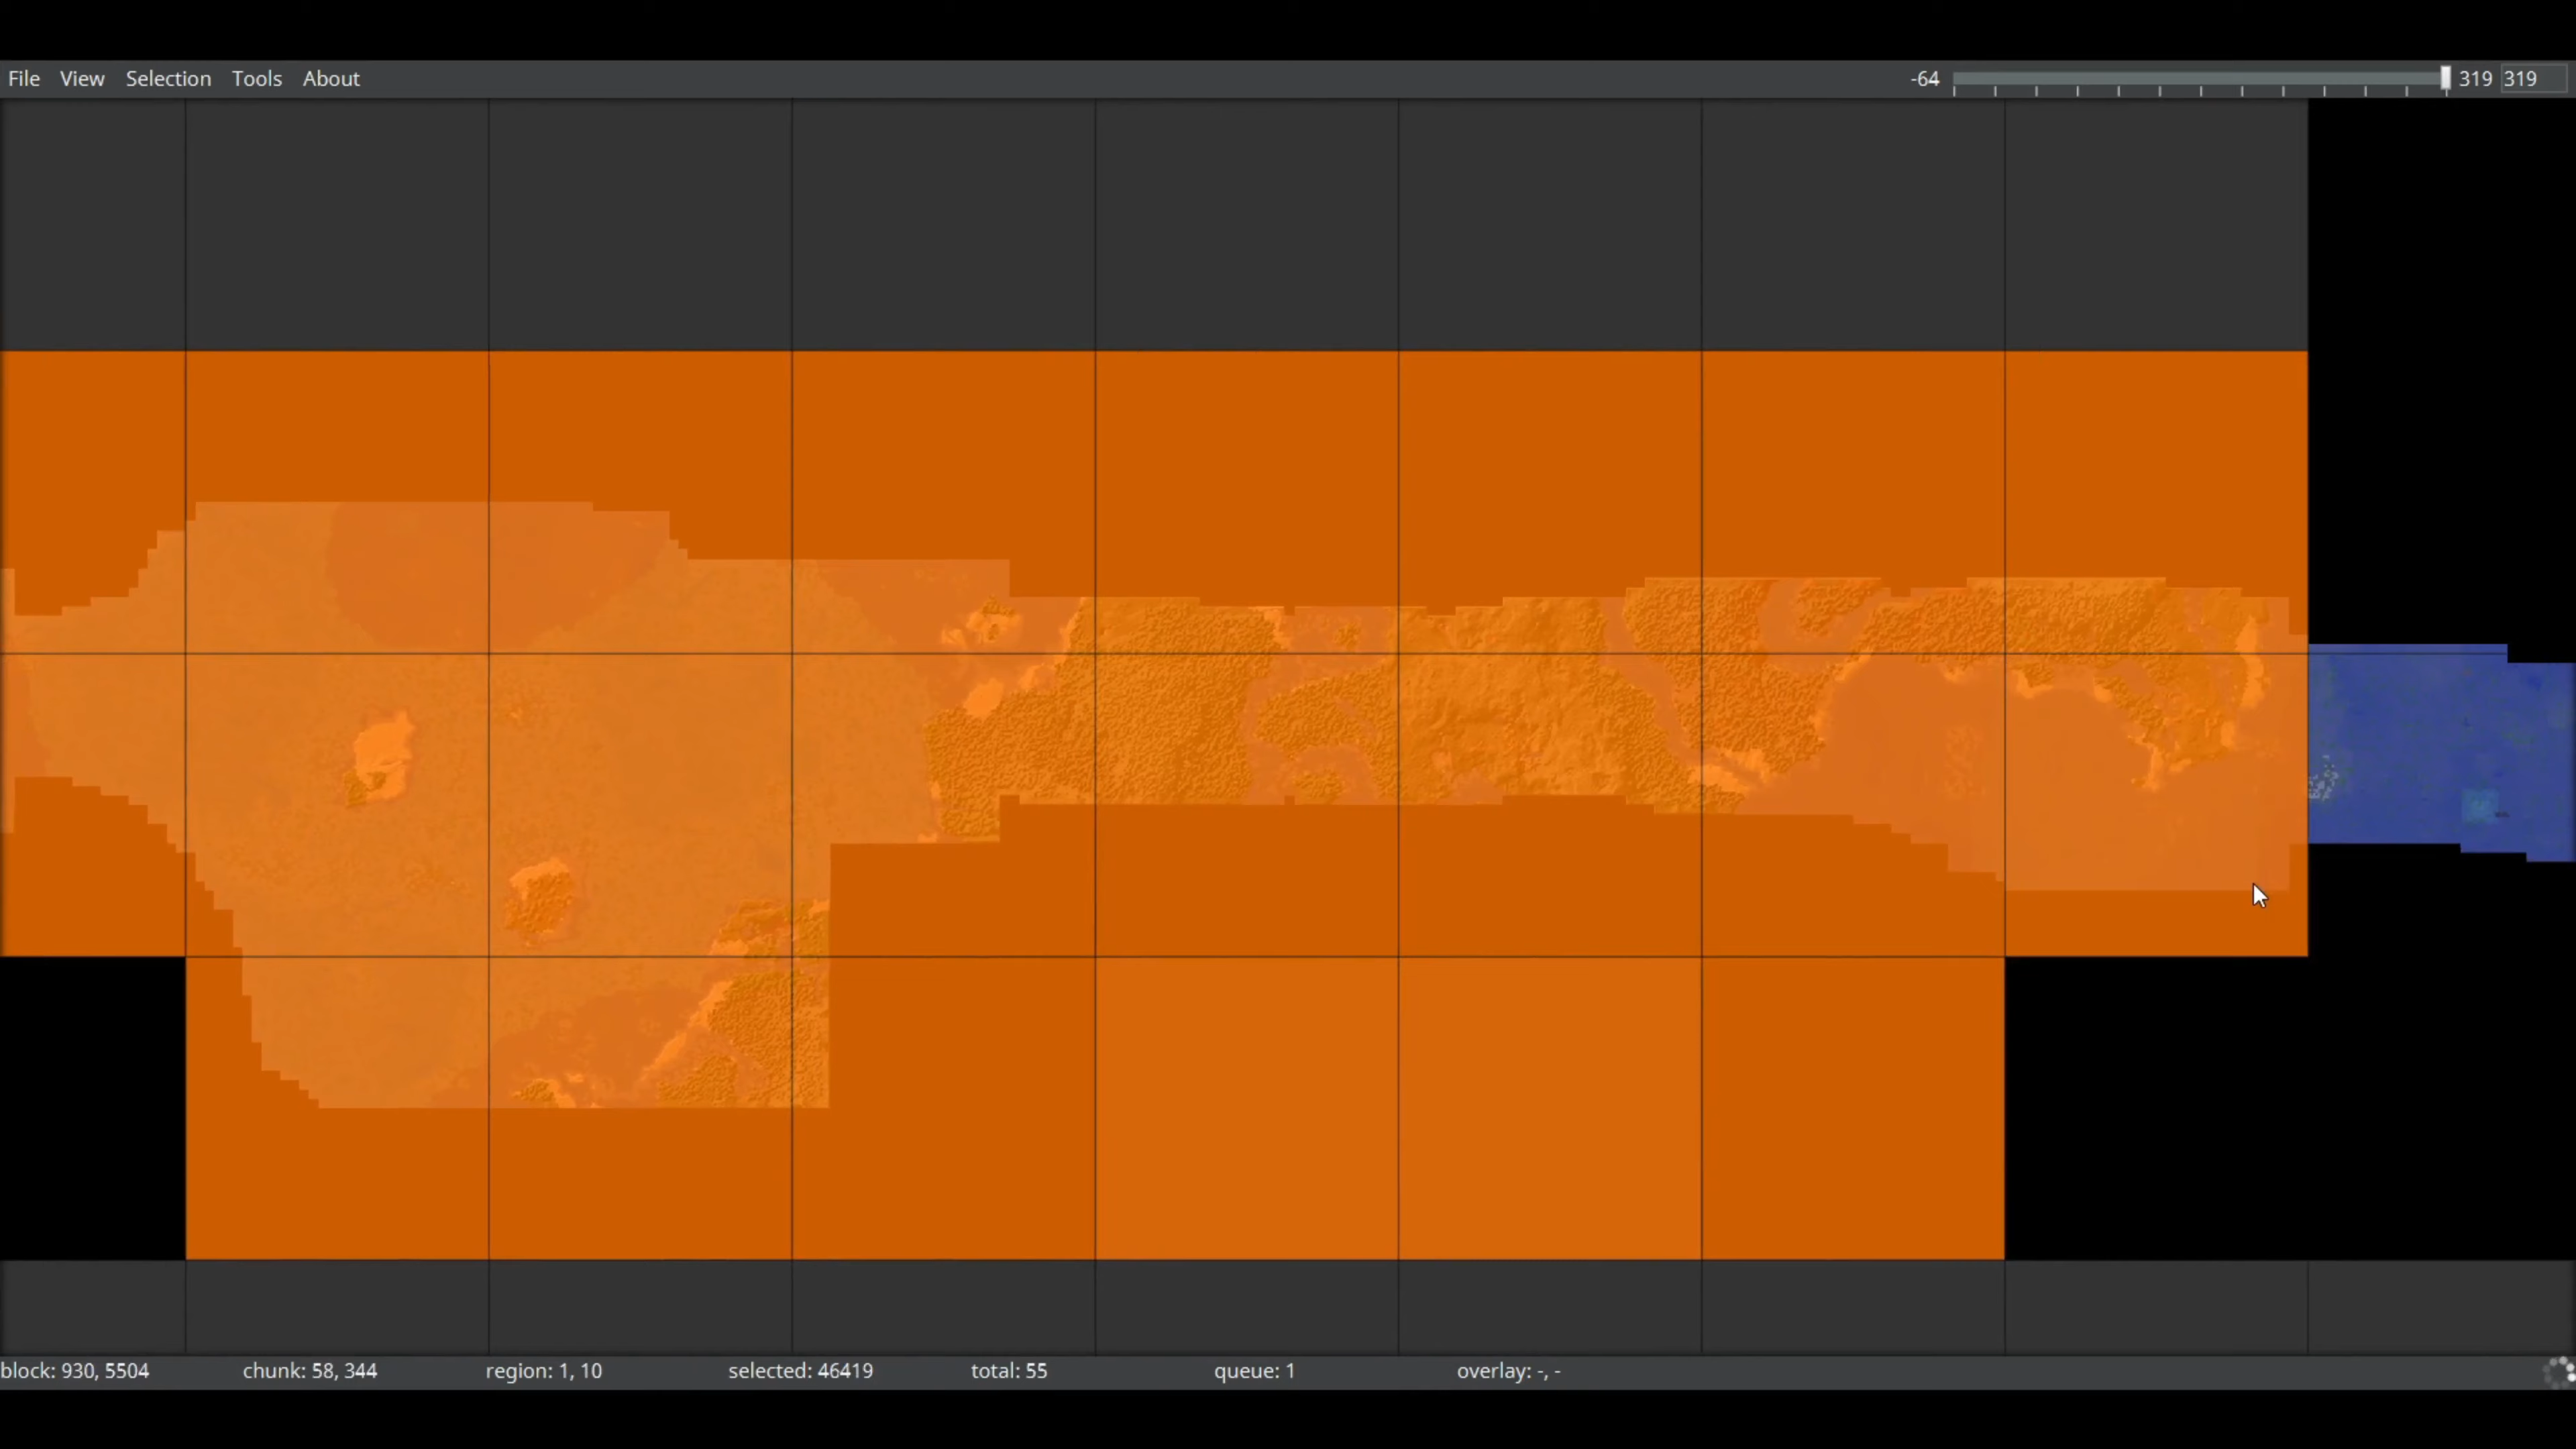 File View Selection Tools About -64 319 319
block: 930, 5504 chunk: 58, 344 region: 1, 10 selected: 46419 total: 55 queue: 1 overlay: -, -